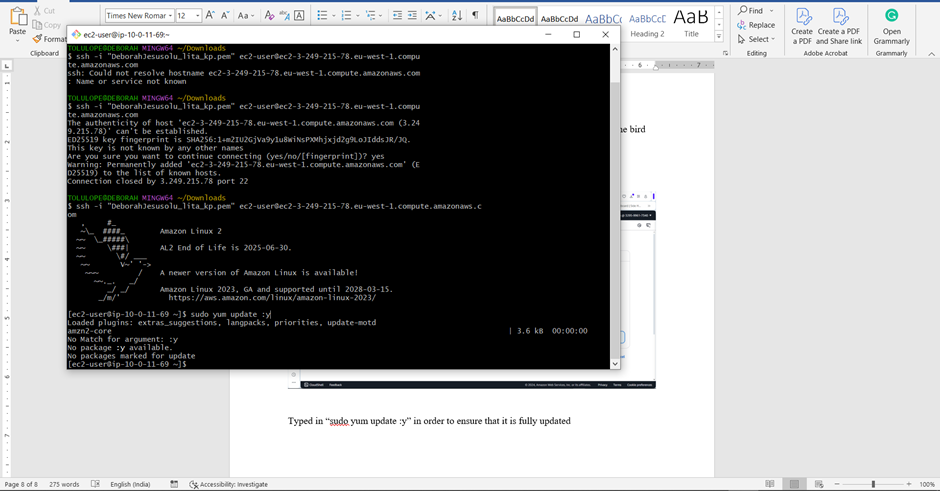 Cut
Copy
Format
Paste
Clipboard
Times New Roman
12
Aa
AaBbCcDd
AaBbCcDd
AaBbCc
AaBbCcD
AaB
Heading 2
Title
Find
Replace
Select
Editing
Create
a PDF
Create a PDF
and Share link
Adobe Acrobat
Open
Grammarly
Grammarly
ec2-user@ip-10-0-11-69:~
TOLULOPE@DEBORAH MINGW64 ~/Downloads
$ ssh -i "DeborahJesusolu_lita_kp.pem" ec2-user@ec2-3-249-215-78.eu-west-1.compu
te.amazonaws.com
ssh: Could not resolve hostname ec2-3-249-215-78.eu-west-1.compute.amazonaws.com
: Name or service not known
TOLULOPE@DEBORAH MINGW64 ~/Downloads
$ ssh -i "DeborahJesusolu_lita_kp.pem" ec2-user@ec2-3-249-215-78.eu-west-1.compu
te.amazonaws.com
The authenticity of host 'ec2-3-249-215-78.eu-west-1.compute.amazonaws.com (3.24
9.215.78)' can't be established.
ED25519 key fingerprint is SHA256:1+m2IU2GjVa9y1u8WiNsPXMhjxjd2g9LoJIddsJR/JQ.
This key is not known by any other names
Are you sure you want to continue connecting (yes/no/[fingerprint])? yes
Warning: Permanently added 'ec2-3-249-215-78.eu-west-1.compute.amazonaws.com' (E
D25519) to the list of known hosts.
Connection closed by 3.249.215.78 port 22
TOLULOPE@DEBORAH MINGW64 ~/Downloads
$ ssh -i "DeborahJesusolu_lita_kp.pem" ec2-user@ec2-3-249-215-78.eu-west-1.compute.amazonaws.c
om
Amazon Linux 2
AL2 End of Life is 2025-06-30.
A newer version of Amazon Linux is available!
Amazon Linux 2023, GA and supported until 2028-03-15.
https://aws.amazon.com/linux/amazon-linux-2023/
[ec2-user@ip-10-0-11-69 ~]$ sudo yum update :y
Loaded plugins: extras_suggestions, langpacks, priorities, update-motd
amzn2-core | 3.6 kB 00:00:00
No Match for argument: :y
No package :y available.
No packages marked for update
[ec2-user@ip-10-0-11-69 ~]$
he bird
CloudShell Feedback
Privacy Terms Cookie preferences
Typed in “sudo yum update :y” in order to ensure that it is fully updated
Page 8 of 8 275 words English (India) Accessibility: Investigate
100%